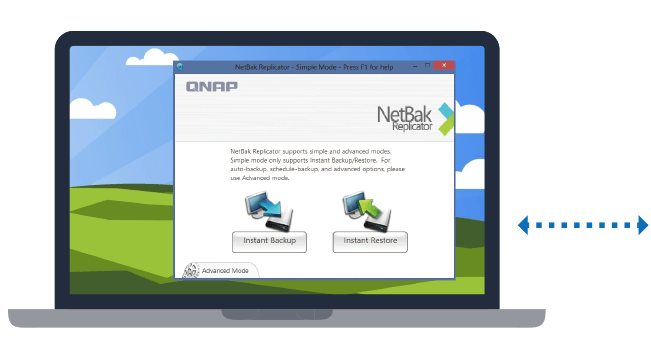 NetBak Replicator - Simple Mode - Press F1 for help
QNAP
NetBak
Replicator
NetBak Replicator supports simple and advanced modes.
Simple mode only supports Instant Backup/Restore. For
auto-backup, schedule-backup, and advanced options, please
use Advanced mode.
Instant Backup
Instant Restore
Advanced Mode